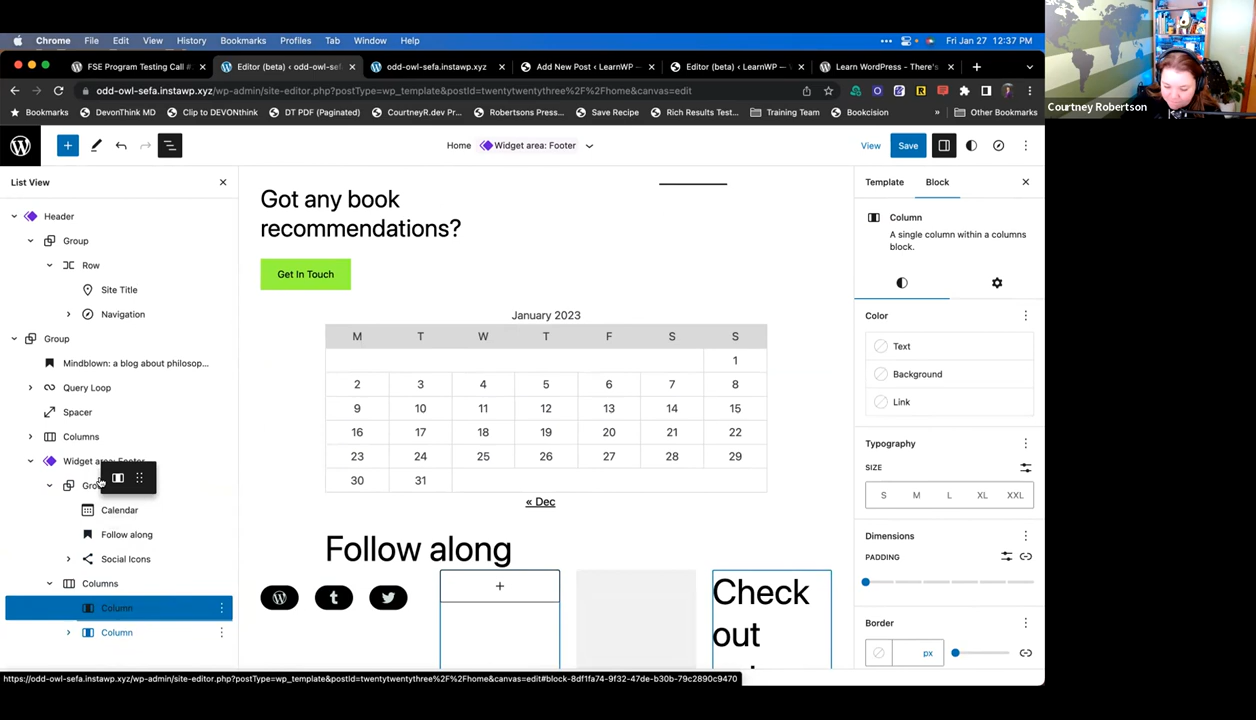 Chrome File Edit View History Bookmarks Profiles Tab Window Help
Fri Jan 27 12:37 PM
FSE Program Testing Call #
Editor (beta) ‹ odd-owl-sefa.
odd-owl-sefa.instawp.xyz
Add New Post ‹ LearnWP —
Editor (beta) ‹ LearnWP —
Learn WordPress - There's
odd-owl-sefa.instawp.xyz/wp-admin/site-editor.php?postType=wp_template&postId=twentytwentythree%2F%2Fhome&canvas=edit
Bookmarks
DevonThink MD
Clip to DEVONthink
DT PDF (Paginated)
CourtneyR.dev Pr...
Robertsons Press...
Save Recipe
Rich Results Test...
Training Team
Bookcision
»
Other Bookmarks
Courtney Robertson
Home
Widget area: Footer
View
Save
List View
Header
Group
Row
Site Title
Navigation
Group
Mindblown: a blog about philosop...
Query Loop
Spacer
Columns
Widget area: Footer
Calendar
Follow along
Social Icons
Columns
Column
Column
Got any book
recommendations?
Get In Touch
January 2023
M T W T F S S
1
2 3 4 5 6 7 8
9 10 11 12 13 14 15
16 17 18 19 20 21 22
23 24 25 26 27 28 29
30 31
« Dec
Follow along
Check
out
Template
Block
Column
A single column within a columns
block.
Color
Text
Background
Link
Typography
SIZE
S M L XL XXL
Dimensions
PADDING
Border
px
https://odd-owl-sefa.instawp.xyz/wp-admin/site-editor.php?postType=wp_template&postId=twentytwentythree%2F%2Fhome&canvas=edit#block-8df1fa74-9f32-47de-b30b-79c2890c9470